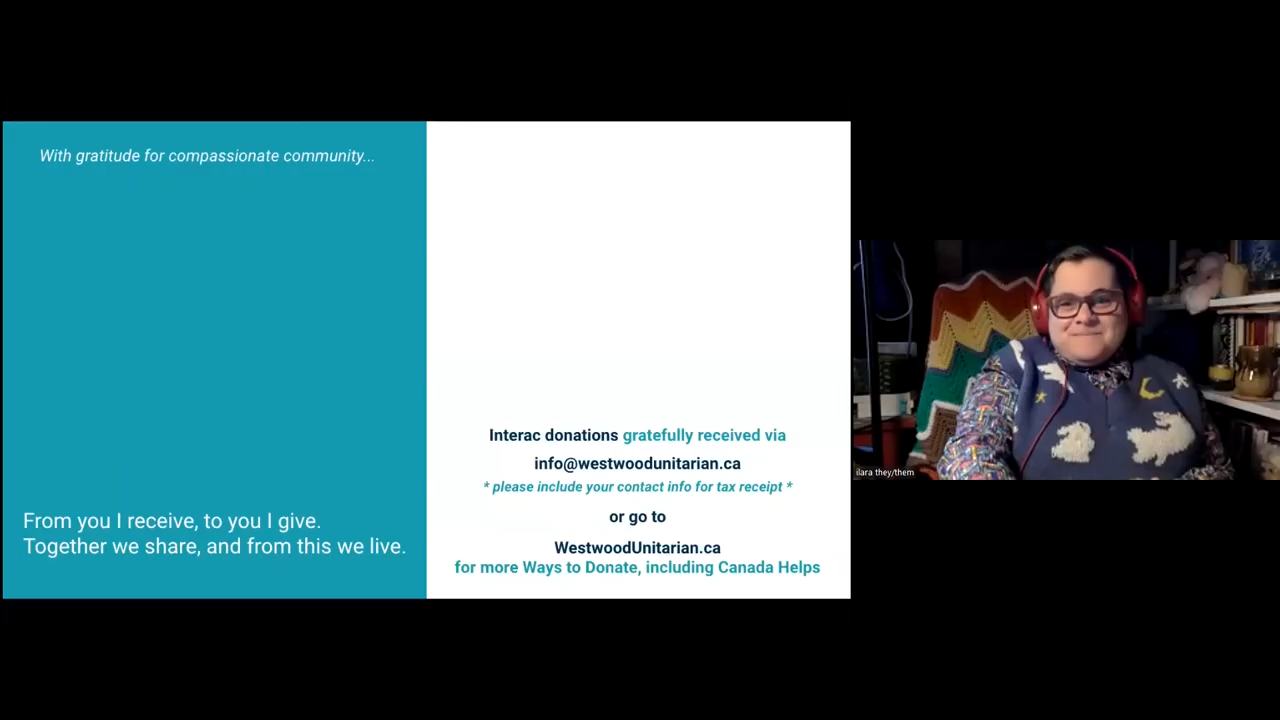 With gratitude for compassionate community...
From you I receive, to you I give.
Together we share, and from this we live.
Interac donations gratefully received via
info@westwoodunitarian.ca
* please include your contact info for tax receipt *
or go to
WestwoodUnitarian.ca
for more Ways to Donate, including Canada Helps
ilara they/them